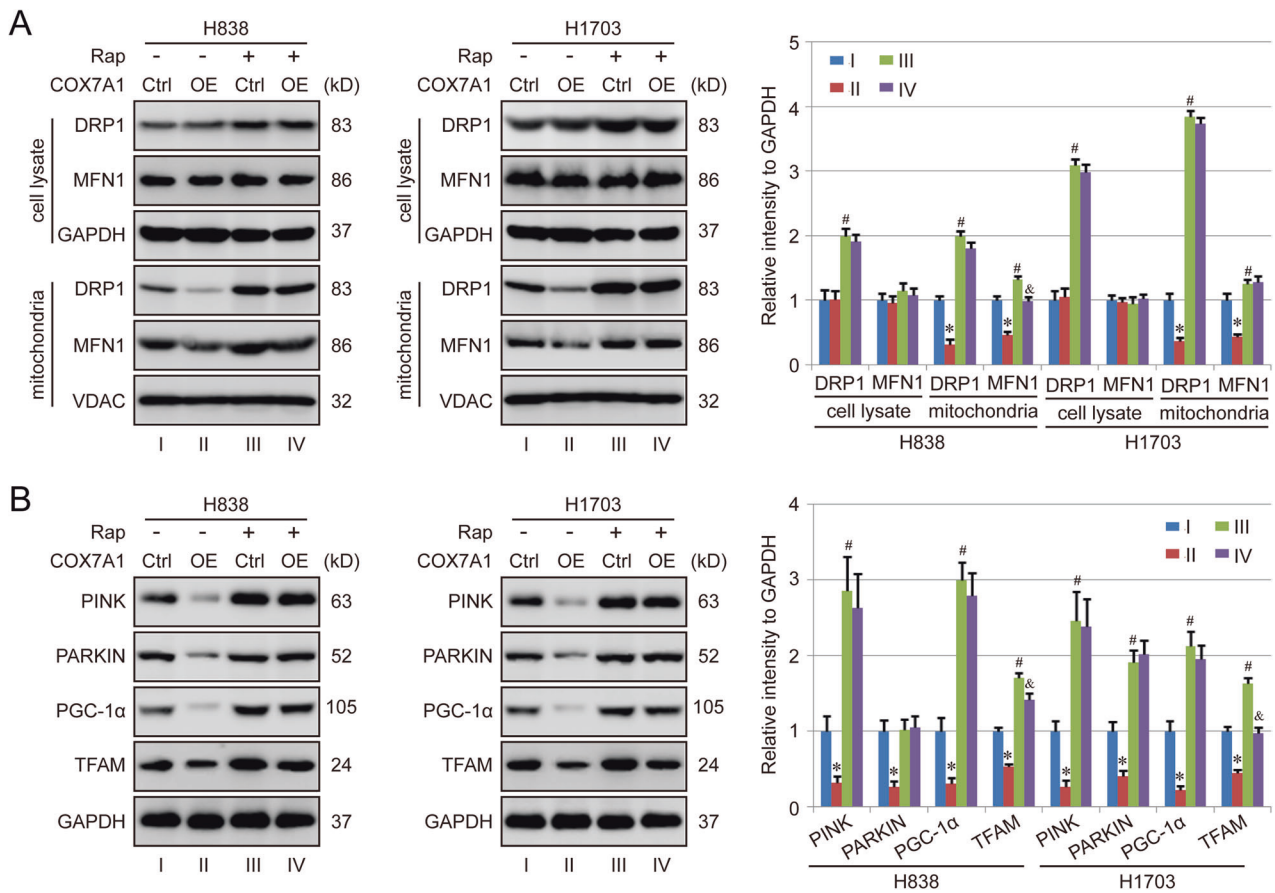 A
H838
Rap - - + +
COX7A1 Ctrl OE Ctrl OE (kD)
cell lysate
DRP1 83
MFN1 86
GAPDH 37
mitochondria
DRP1 83
MFN1 86
VDAC 32
I II III IV
H1703
Rap - - + +
COX7A1 Ctrl OE Ctrl OE (kD)
cell lysate
DRP1 83
MFN1 86
GAPDH 37
mitochondria
DRP1 83
MFN1 86
VDAC 32
I II III IV
Relative intensity to GAPDH
5
4
3
2
1
0
I III
II IV
# # # & # # * * * * #
DRP1 MFN1 DRP1 MFN1 DRP1 MFN1 DRP1 MFN1
cell lysate mitochondria cell lysate mitochondria
H838 H1703
B
H838
Rap - - + +
COX7A1 Ctrl OE Ctrl OE (kD)
PINK 63
PARKIN 52
PGC-1α 105
TFAM 24
GAPDH 37
I II III IV
H1703
Rap - - + +
COX7A1 Ctrl OE Ctrl OE (kD)
PINK 63
PARKIN 52
PGC-1α 105
TFAM 24
GAPDH 37
I II III IV
Relative intensity to GAPDH
4
3
2
1
0
I III
II IV
* # * * # * # & * # * # * # * # &
PINK PARKIN PGC-1α TFAM PINK PARKIN PGC-1α TFAM
H838 H1703